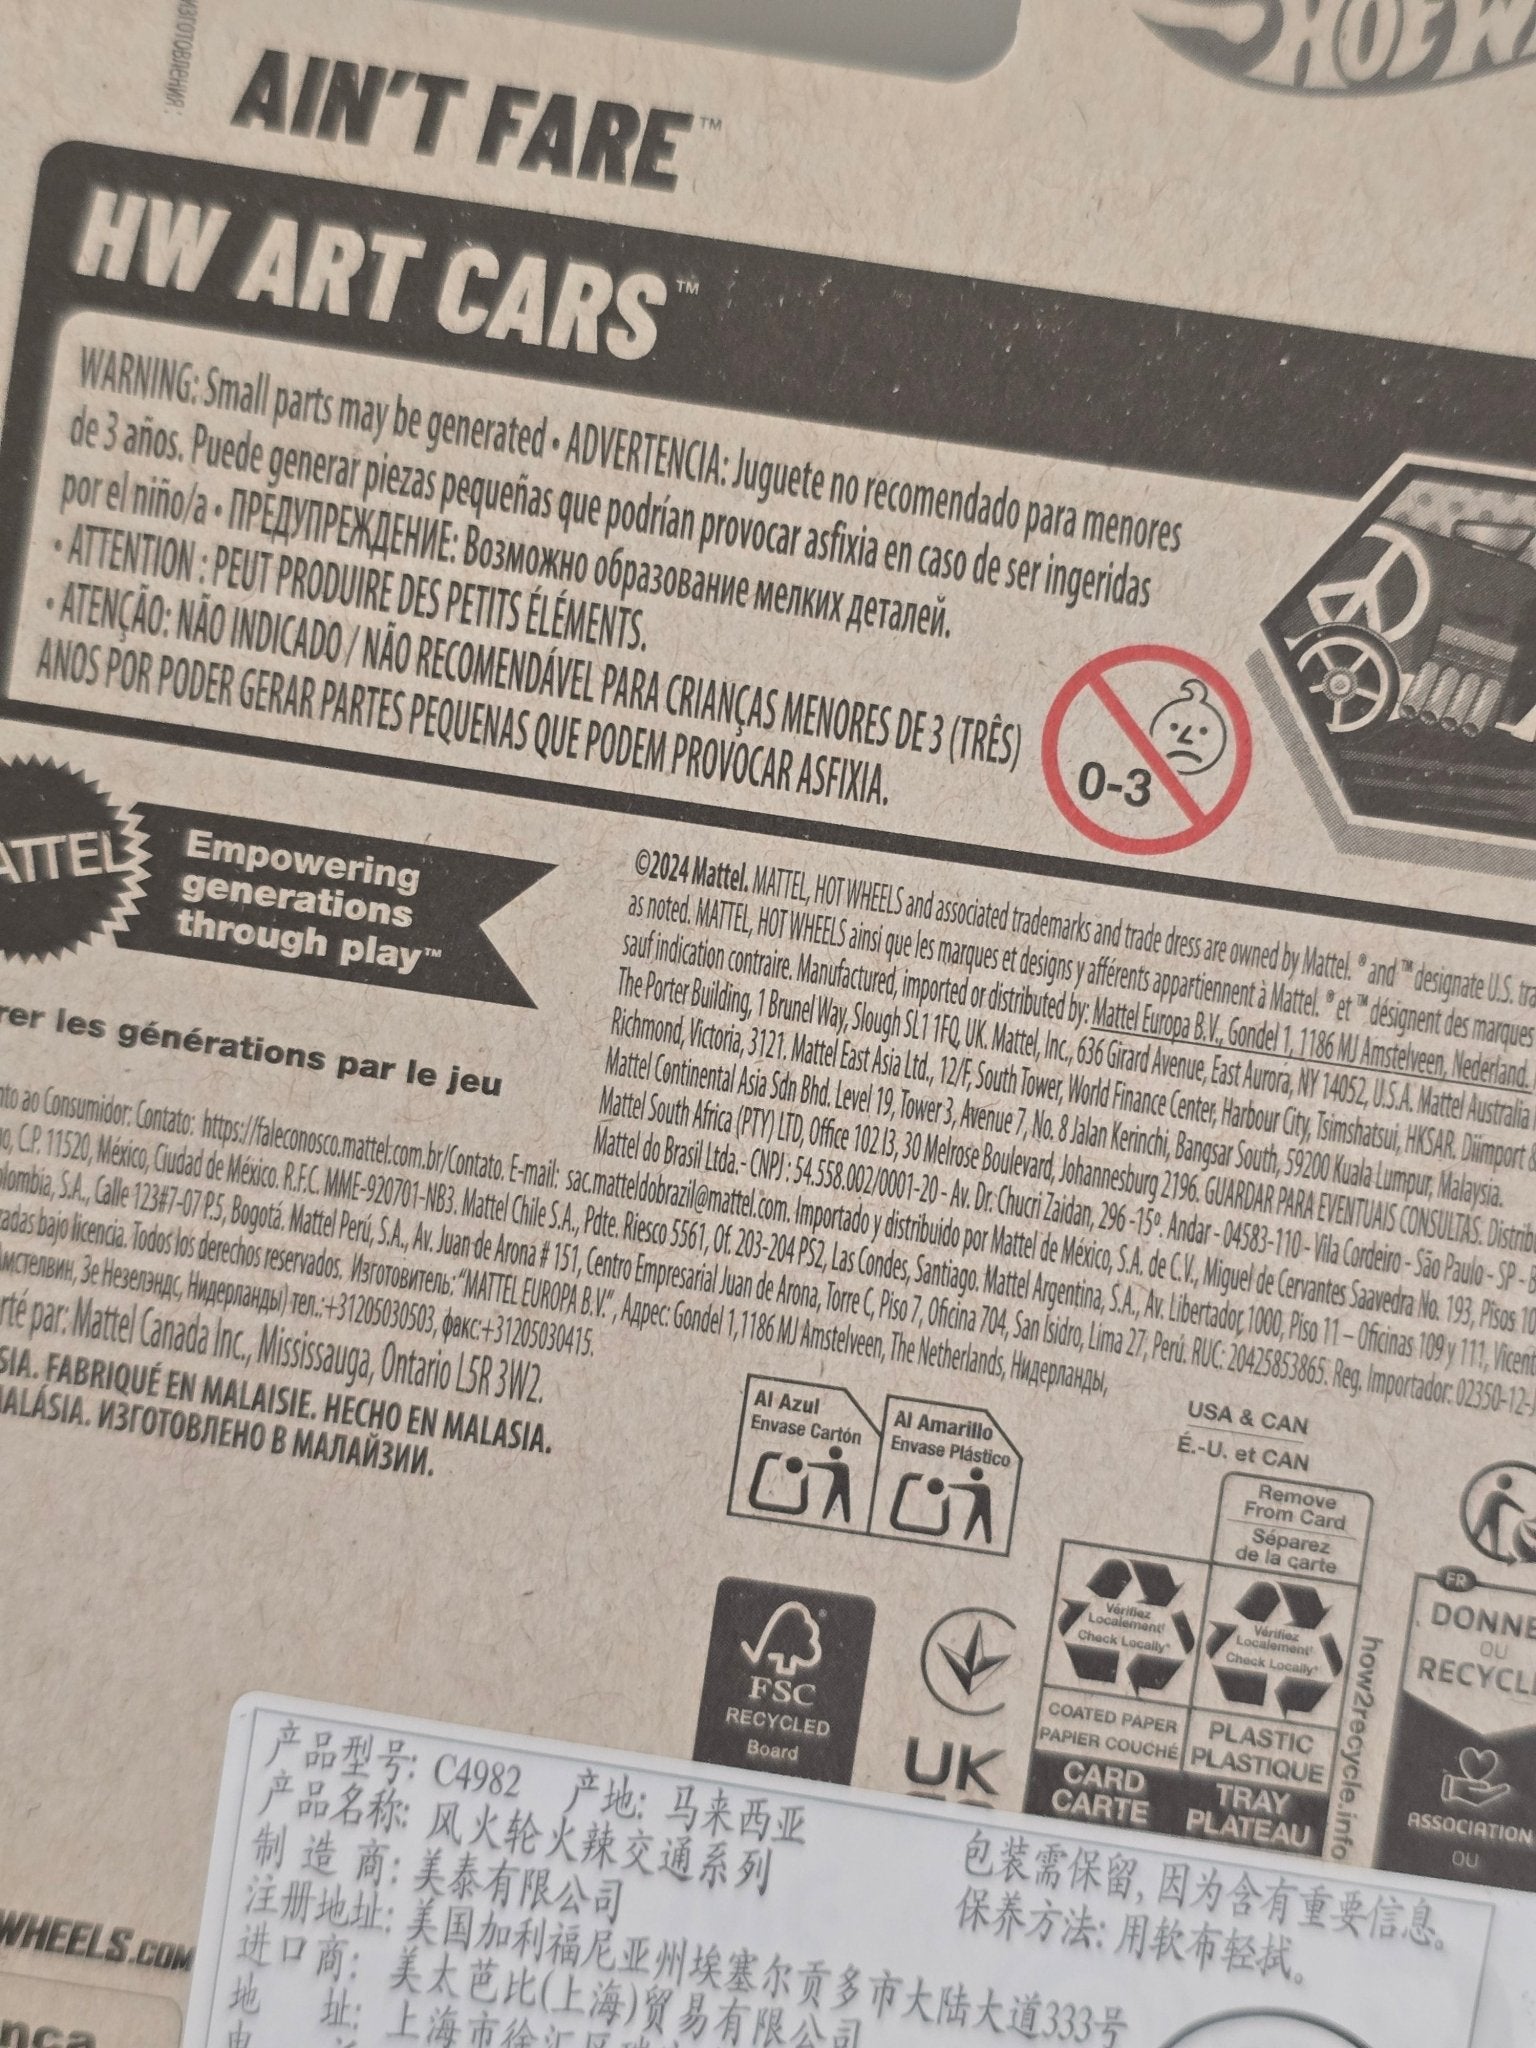 ИЗГОТОВЛЕНИЯ:
HOT W
AIN'T FARE™
HW ART CARS™
WARNING: Small parts may be generated • ADVERTENCIA: Juguete no recomendado para menores
de 3 años. Puede generar piezas pequeñas que podrían provocar asfixia en caso de ser ingeridas
por el niño/a • ПРЕДУПРЕЖДЕНИЕ: Возможно образование мелких деталей.
• ATTENTION : PEUT PRODUIRE DES PETITS ÉLÉMENTS.
• ATENÇÃO: NÃO INDICADO / NÃO RECOMENDÁVEL PARA CRIANÇAS MENORES DE 3 (TRÊS)
ANOS POR PODER GERAR PARTES PEQUENAS QUE PODEM PROVOCAR ASFIXIA.
0-3
ATTEL
Empowering
generations
through play™
rer les générations par le jeu
©2024 Mattel. MATTEL, HOT WHEELS and associated trademarks and trade dress are owned by Mattel. ® and ™ designate U.S. tra
as noted. MATTEL, HOT WHEELS ainsi que les marques et designs y afférents appartiennent à Mattel. ® et ™ désignent des marques
sauf indication contraire. Manufactured, imported or distributed by: Mattel Europa B.V., Gondel 1, 1186 MJ Amstelveen, Nederland.
The Porter Building, 1 Brunel Way, Slough SL1 1FQ, UK. Mattel, Inc., 636 Girard Avenue, East Aurora, NY 14052, U.S.A. Mattel Australia
Richmond, Victoria, 3121. Mattel East Asia Ltd., 12/F, South Tower, World Finance Center, Harbour City, Tsimshatsui, HKSAR. Diimport &
Mattel Continental Asia Sdn Bhd. Level 19, Tower 3, Avenue 7, No. 8 Jalan Kerinchi, Bangsar South, 59200 Kuala Lumpur, Malaysia.
Mattel South Africa (PTY) LTD, Office 102 I3, 30 Melrose Boulevard, Johannesburg 2196. GUARDAR PARA EVENTUAIS CONSULTAS. Distrib
Mattel do Brasil Ltda.- CNPJ : 54.558.002/0001-20 - Av. Dr. Chucri Zaidan, 296 -15º. Andar - 04583-110 - Vila Cordeiro - São Paulo - SP - B
nto ao Consumidor: Contato: https://faleconosco.mattel.com.br/Contato. E-mail: sac.matteldobrazil@mattel.com. Importado y distribuido por Mattel de México, S.A. de C.V., Miguel de Cervantes Saavedra No. 193, Pisos 10
o, C.P. 11520, México, Ciudad de México. R.F.C. MME-920701-NB3. Mattel Chile S.A., Pdte. Riesco 5561, Of. 203-204 PS2, Las Condes, Santiago. Mattel Argentina, S.A., Av. Libertador, 1000, Piso 11 – Oficinas 109 y 111, Vicent
olombia, S.A., Calle 123#7-07 P.5, Bogotá. Mattel Perú, S.A., Av. Juan de Arona # 151, Centro Empresarial Juan de Arona, Torre C, Piso 7, Oficina 704, San Isidro, Lima 27, Perú. RUC: 20425853865. Reg. Importador: 02350-12-
radas bajo licencia. Todos los derechos reservados. Изготовитель: "MATTEL EUROPA B.V." , Адрес: Gondel 1,1186 MJ Amstelveen, The Netherlands, Нидерланды,
Амстелвин, Зе Незелэндс, Нидерланды) тел.:+31205030503, факс:+31205030415.
rté par: Mattel Canada Inc., Mississauga, Ontario L5R 3W2.
SIA. FABRIQUÉ EN MALAISIE. HECHO EN MALASIA.
ALÁSIA. ИЗГОТОВЛЕНО В МАЛАЙЗИИ.
Al Azul
Envase Cartón
Al Amarillo
Envase Plástico
USA & CAN
É.-U. et CAN
Remove
From Card
Séparez
de la carte
Vérifiez
Localement
Check Locally
Vérifiez
Localement
Check Locally
COATED PAPER
PAPIER COUCHÉ
CARD
CARTE
PLASTIC
PLASTIQUE
TRAY
PLATEAU
how2recycle.info
FR
DONNE
OU
RECYCL
ASSOCIATION
OU
FSC
RECYCLED
Board
UK
产品型号: C4982 产地: 马来西亚
产品名称: 风火轮火辣交通系列
制造商: 美泰有限公司
注册地址: 美国加利福尼亚州埃塞尔贡多市大陆大道333号
进口商: 美太芭比(上海)贸易有限公司
地 址: 上海市徐汇区
包装需保留, 因为含有重要信息。
保养方法: 用软布轻拭。
WHEELS.COM